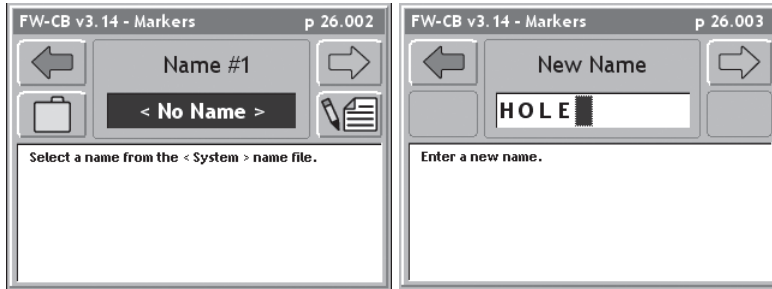 FW-CB v3.14 - Markers p 26.002
Name #1
< No Name >
Select a name from the < System > name file.
FW-CB v3.14 - Markers p 26.003
New Name
HOLE
Enter a new name.